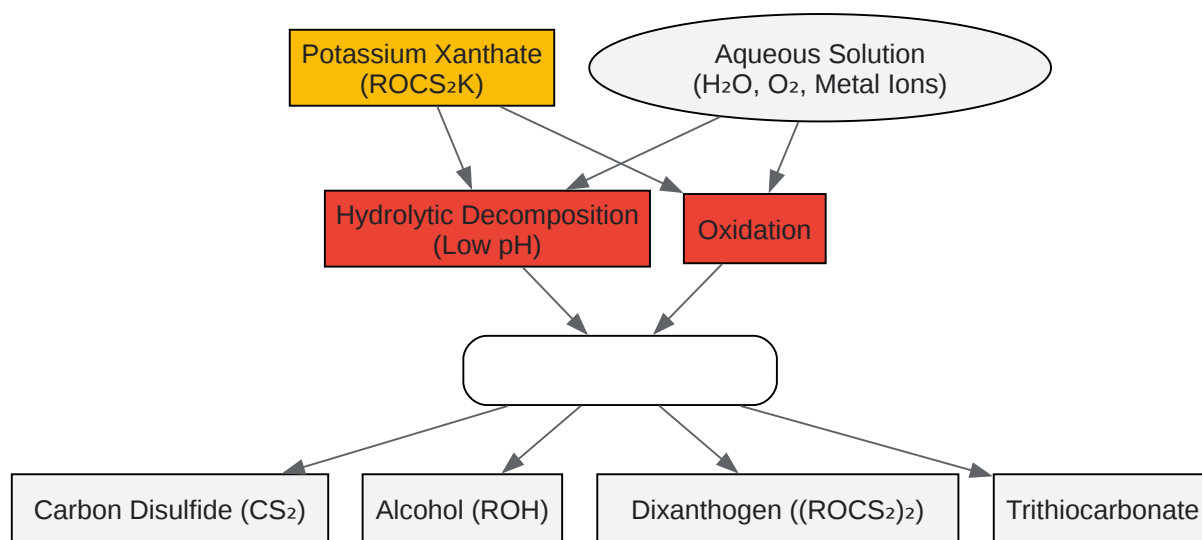 Potassium Xanthate
(ROCS₂K)
Aqueous Solution
(H₂O, O₂, Metal Ions)
Hydrolytic Decomposition
(Low pH)
Oxidation
Carbon Disulfide (CS₂)
Alcohol (ROH)
Dixanthogen ((ROCS₂)₂)
Trithiocarbonate